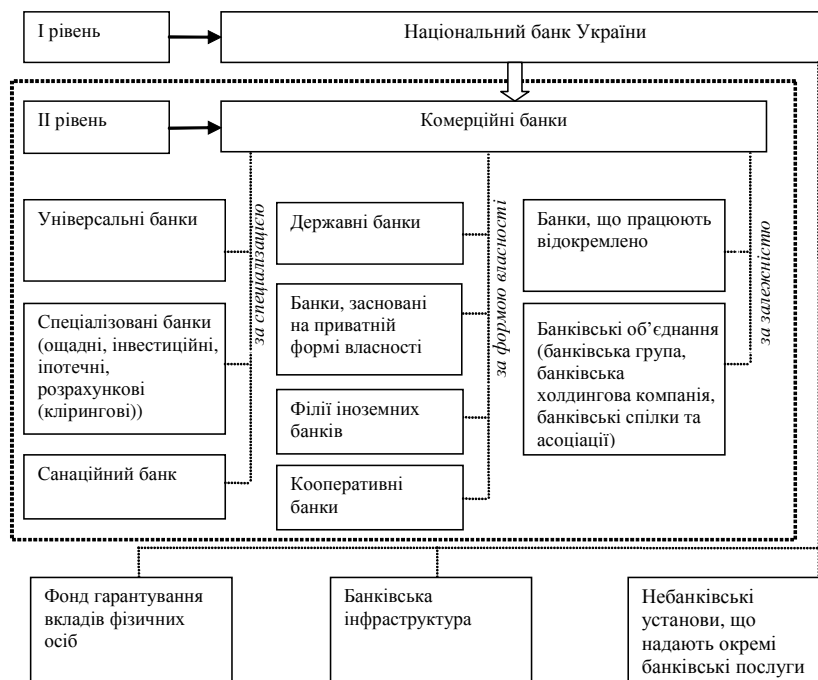 І рівень
Національний банк України
ІІ рівень
Комерційні банки
за спеціалізацією
Універсальні банки
Спеціалізовані банки
(ощадні, інвестиційні,
іпотечні,
розрахункові
(клірингові))
Санаційний банк
за формою власності
Державні банки
Банки, засновані
на приватній
формі власності
Філії іноземних
банків
Кооперативні
банки
за залежністю
Банки, що працюють
відокремлено
Банківські об’єднання
(банківська група,
банківська
холдингова компанія,
банківські спілки та
асоціації)
Фонд гарантування
вкладів фізичних
осіб
Банківська
інфраструктура
Небанківські
установи, що
надають окремі
банківські послуги